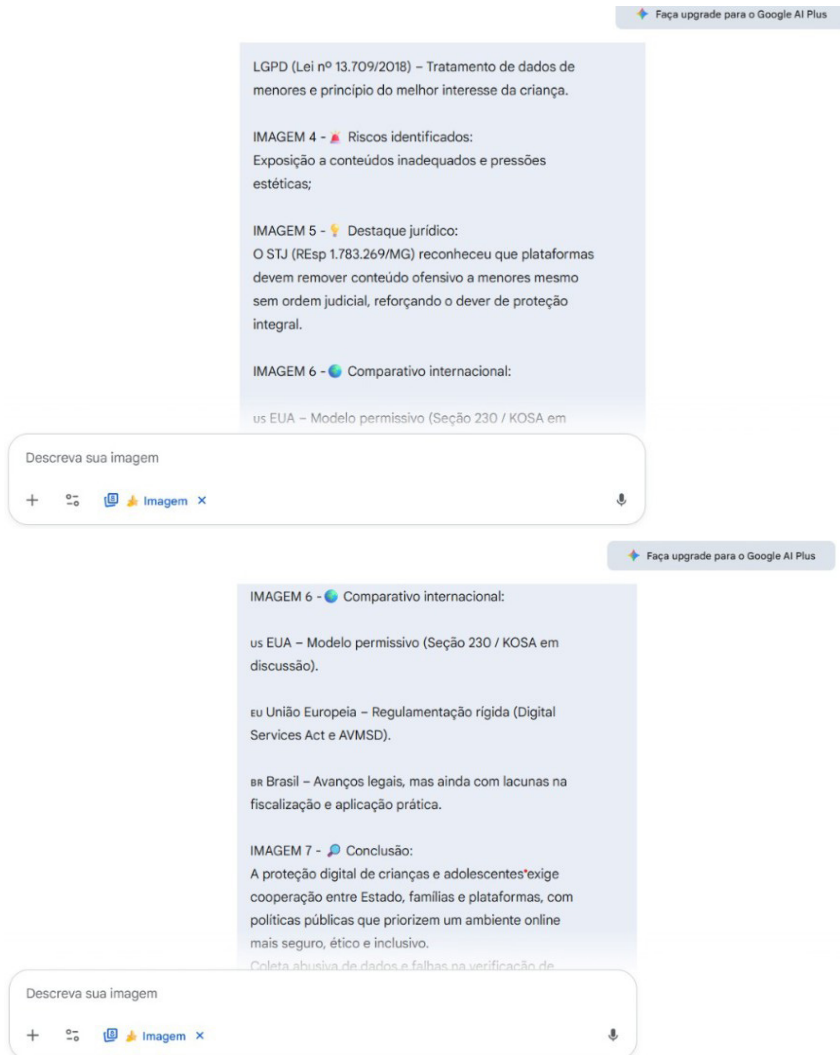 Faça upgrade para o Google AI Plus
LGPD (Lei nº 13.709/2018) – Tratamento de dados de
menores e princípio do melhor interesse da criança.
IMAGEM 4 - 🚨 Riscos identificados:
Exposição a conteúdos inadequados e pressões
estéticas;
IMAGEM 5 - 💡 Destaque jurídico:
O STJ (REsp 1.783.269/MG) reconheceu que plataformas
devem remover conteúdo ofensivo a menores mesmo
sem ordem judicial, reforçando o dever de proteção
integral.
IMAGEM 6 - 🌎 Comparativo internacional:
us EUA – Modelo permissivo (Seção 230 / KOSA em
Descreva sua imagem
Imagem
Faça upgrade para o Google AI Plus
IMAGEM 6 - 🌎 Comparativo internacional:
us EUA – Modelo permissivo (Seção 230 / KOSA em
discussão).
EU União Europeia – Regulamentação rígida (Digital
Services Act e AVMSD).
BR Brasil – Avanços legais, mas ainda com lacunas na
fiscalização e aplicação prática.
IMAGEM 7 - 🔎 Conclusão:
A proteção digital de crianças e adolescentes exige
cooperação entre Estado, famílias e plataformas, com
políticas públicas que priorizem um ambiente online
mais seguro, ético e inclusivo.
Coleta abusiva de dados e falhas na verificação de
Descreva sua imagem
Imagem